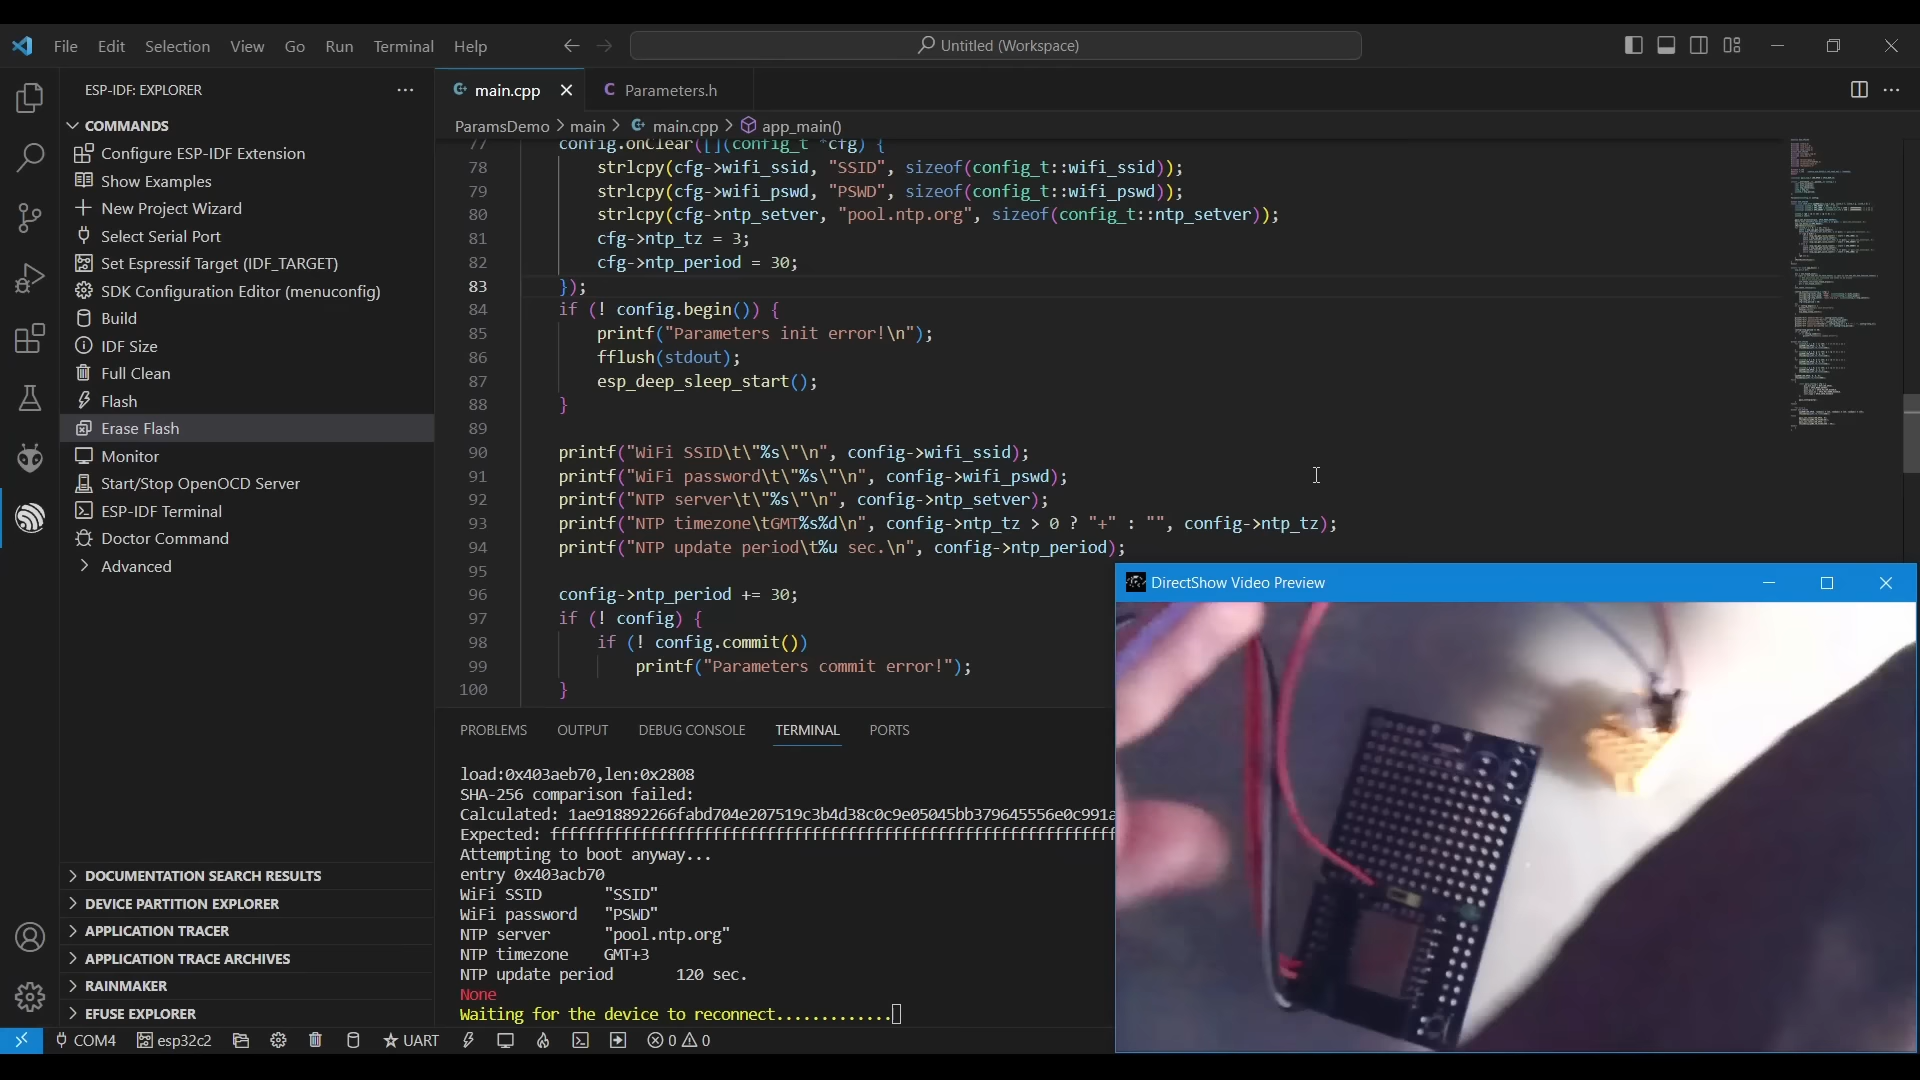 File Edit Selection View Go Run Terminal Help
Untitled (Workspace)
ESP-IDF: EXPLORER
COMMANDS
Configure ESP-IDF Extension
Show Examples
New Project Wizard
Select Serial Port
Set Espressif Target (IDF_TARGET)
SDK Configuration Editor (menuconfig)
Build
IDF Size
Full Clean
Flash
Erase Flash
Monitor
Start/Stop OpenOCD Server
ESP-IDF Terminal
Doctor Command
Advanced
DOCUMENTATION SEARCH RESULTS
DEVICE PARTITION EXPLORER
APPLICATION TRACER
APPLICATION TRACE ARCHIVES
RAINMAKER
EFUSE EXPLORER
main.cpp Parameters.h
ParamsDemo > main > main.cpp > app_main()
77 config.onClear([](config_t *cfg) {
78 strlcpy(cfg->wifi_ssid, "SSID", sizeof(config_t::wifi_ssid));
79 strlcpy(cfg->wifi_pswd, "PSWD", sizeof(config_t::wifi_pswd));
80 strlcpy(cfg->ntp_setver, "pool.ntp.org", sizeof(config_t::ntp_setver));
81 cfg->ntp_tz = 3;
82 cfg->ntp_period = 30;
83 });
84 if (! config.begin()) {
85 printf("Parameters init error!\n");
86 fflush(stdout);
87 esp_deep_sleep_start();
88 }
89
90 printf("WiFi SSID\t\"%s\"\n", config->wifi_ssid);
91 printf("WiFi password\t\"%s\"\n", config->wifi_pswd);
92 printf("NTP server\t\"%s\"\n", config->ntp_setver);
93 printf("NTP timezone\tGMT%s%d\n", config->ntp_tz > 0 ? "+" : "", config->ntp_tz);
94 printf("NTP update period\t%u sec.\n", config->ntp_period);
95
96 config->ntp_period += 30;
97 if (! config) {
98 if (! config.commit())
99 printf("Parameters commit error!");
100 }
PROBLEMS OUTPUT DEBUG CONSOLE TERMINAL PORTS
load:0x403aeb70,len:0x2808
SHA-256 comparison failed:
Calculated: 1ae918892266fabd704e207519c3b4d38c0c9e05045bb379645556e0c991a
Expected: ffffffffffffffffffffffffffffffffffffffffffffffffffffffffffffffff
Attempting to boot anyway...
entry 0x403acb70
WiFi SSID "SSID"
WiFi password "PSWD"
NTP server "pool.ntp.org"
NTP timezone GMT+3
NTP update period 120 sec.
None
Waiting for the device to reconnect.............
DirectShow Video Preview
COM4 esp32c2 UART 0 0